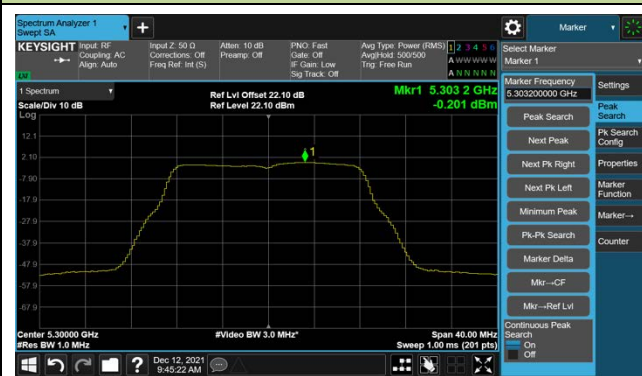 Spectrum Analyzer 1
Swept SA
Marker
KEYSIGHT
Input: RF
Coupling: AC
Align: Auto
Input Z: 50 Ω
Corrections: Off
Freq Ref: Int (S)
Atten: 10 dB
Preamp: Off
PNO: Fast
Gate: Off
IF Gain: Low
Sig Track: Off
Avg Type: Power (RMS)
Avg|Hold: 500/500
Trig: Free Run
1 2 3 4 5 6
A W W W W W
A N N N N N
LXI
Select Marker
Marker 1
1 Spectrum
Scale/Div 10 dB
Log
Ref Lvl Offset 22.10 dB
Ref Level 22.10 dBm
Mkr1 5.303 2 GHz
-0.201 dBm
1
12.1
2.10
-7.90
-17.9
-27.9
-37.9
-47.9
-57.9
-67.9
Center 5.30000 GHz
#Res BW 1.0 MHz
#Video BW 3.0 MHz*
Span 40.00 MHz
Sweep 1.00 ms (201 pts)
Marker Frequency
5.303200000 GHz
Peak Search
Next Peak
Next Pk Right
Next Pk Left
Minimum Peak
Pk-Pk Search
Marker Delta
Mkr→CF
Mkr→Ref Lvl
Continuous Peak
Search
On
Off
Settings
Peak
Search
Pk Search
Config
Properties
Marker
Function
Marker→
Counter
?
Dec 12, 2021
9:45:22 AM